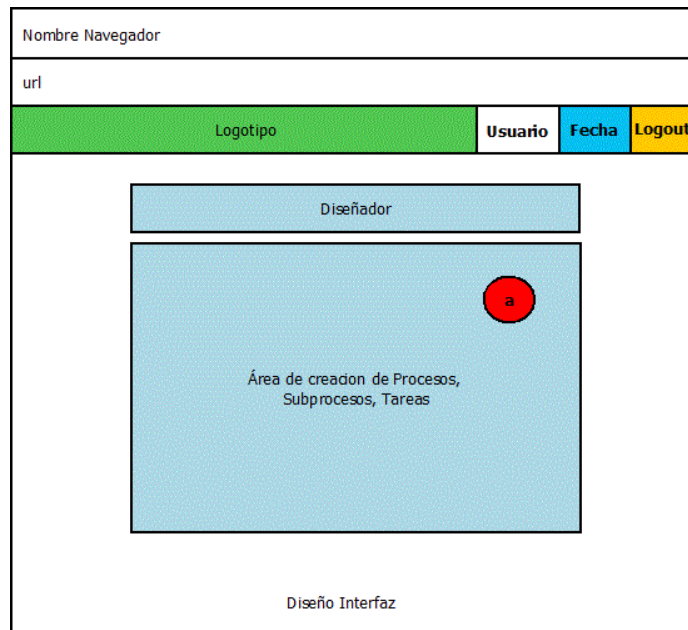 Nombre Navegador
url
Logotipo
Usuario
Fecha
Logout
Diseñador
a
Área de creacion de Procesos,
Subprocesos, Tareas
Diseño Interfaz